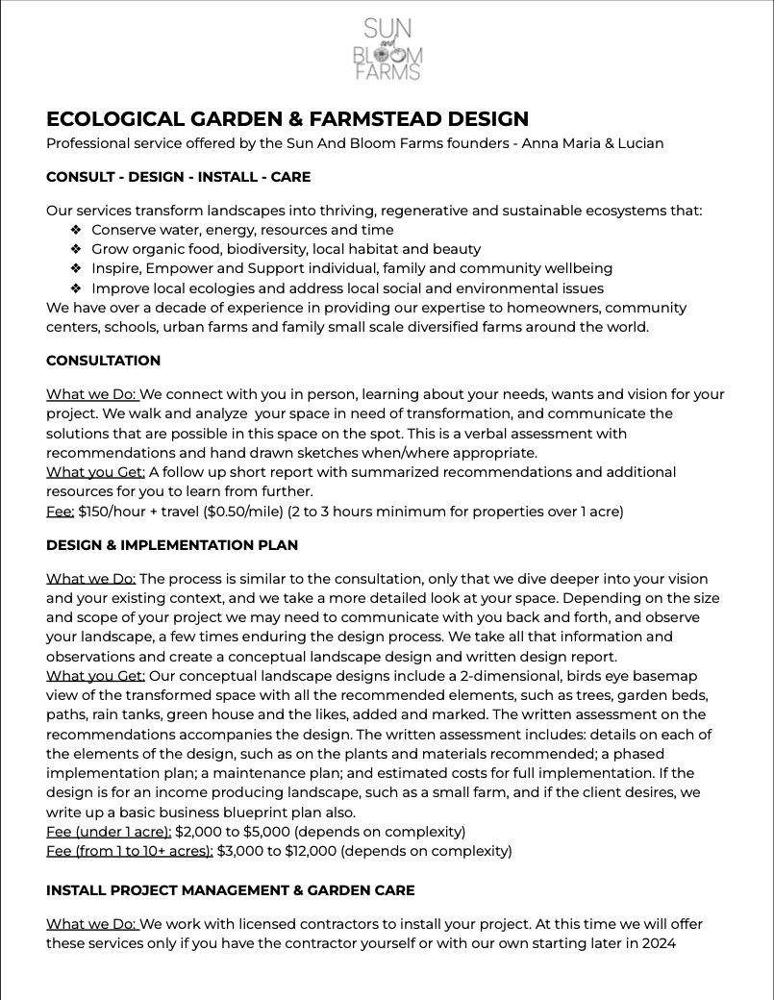 SUN
and
BLOOM
FARMS
ECOLOGICAL GARDEN & FARMSTEAD DESIGN
Professional service offered by the Sun And Bloom Farms founders - Anna Maria & Lucian
CONSULT - DESIGN - INSTALL - CARE
Our services transform landscapes into thriving, regenerative and sustainable ecosystems that:
❖ Conserve water, energy, resources and time
❖ Grow organic food, biodiversity, local habitat and beauty
❖ Inspire, Empower and Support individual, family and community wellbeing
❖ Improve local ecologies and address local social and environmental issues
We have over a decade of experience in providing our expertise to homeowners, community
centers, schools, urban farms and family small scale diversified farms around the world.
CONSULTATION
What we Do: We connect with you in person, learning about your needs, wants and vision for your
project. We walk and analyze  your space in need of transformation, and communicate the
solutions that are possible in this space on the spot. This is a verbal assessment with
recommendations and hand drawn sketches when/where appropriate.
What you Get: A follow up short report with summarized recommendations and additional
resources for you to learn from further.
Fee: $150/hour + travel ($0.50/mile) (2 to 3 hours minimum for properties over 1 acre)
DESIGN & IMPLEMENTATION PLAN
What we Do: The process is similar to the consultation, only that we dive deeper into your vision
and your existing context, and we take a more detailed look at your space. Depending on the size
and scope of your project we may need to communicate with you back and forth, and observe
your landscape, a few times enduring the design process. We take all that information and
observations and create a conceptual landscape design and written design report.
What you Get: Our conceptual landscape designs include a 2-dimensional, birds eye basemap
view of the transformed space with all the recommended elements, such as trees, garden beds,
paths, rain tanks, green house and the likes, added and marked. The written assessment on the
recommendations accompanies the design. The written assessment includes: details on each of
the elements of the design, such as on the plants and materials recommended; a phased
implementation plan; a maintenance plan; and estimated costs for full implementation. If the
design is for an income producing landscape, such as a small farm, and if the client desires, we
write up a basic business blueprint plan also.
Fee (under 1 acre): $2,000 to $5,000 (depends on complexity)
Fee (from 1 to 10+ acres): $3,000 to $12,000 (depends on complexity)
INSTALL PROJECT MANAGEMENT & GARDEN CARE
What we Do: We work with licensed contractors to install your project. At this time we will offer
these services only if you have the contractor yourself or with our own starting later in 2024